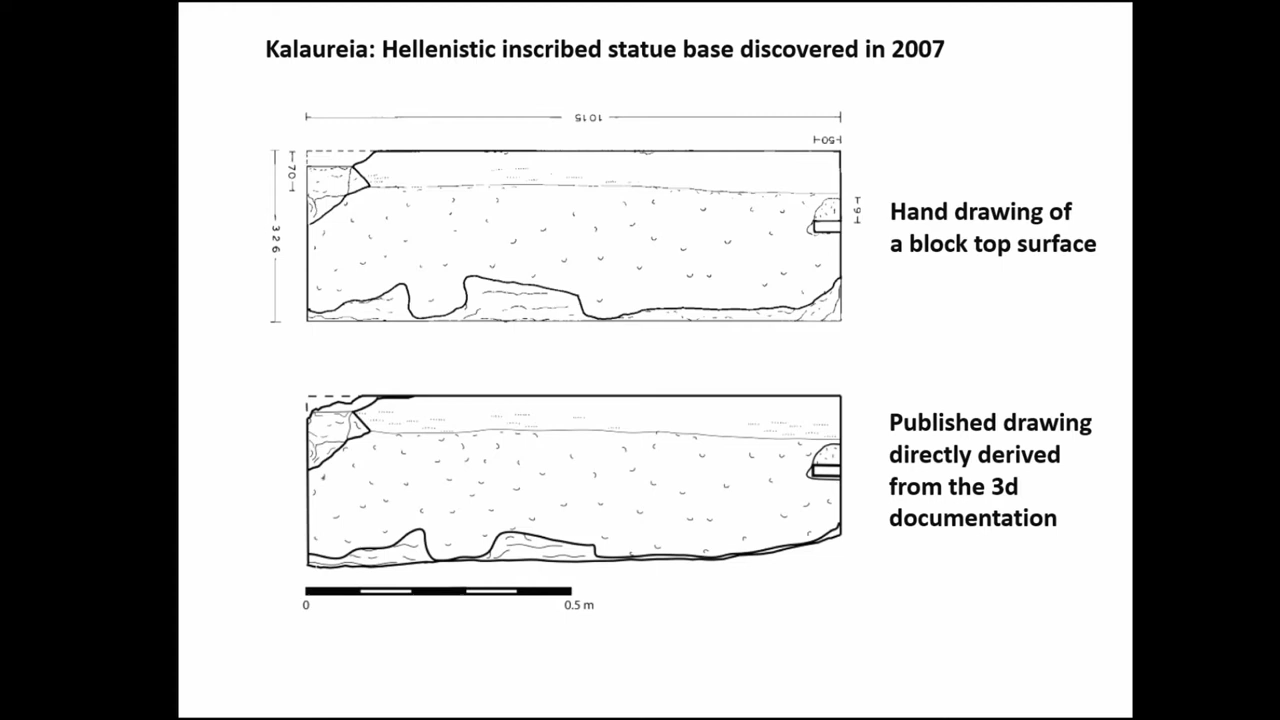 Kalaureia: Hellenistic inscribed statue base discovered in 2007
1015
50
70
326
61
Hand drawing of
a block top surface
Published drawing
directly derived
from the 3d
documentation
0
0.5 m